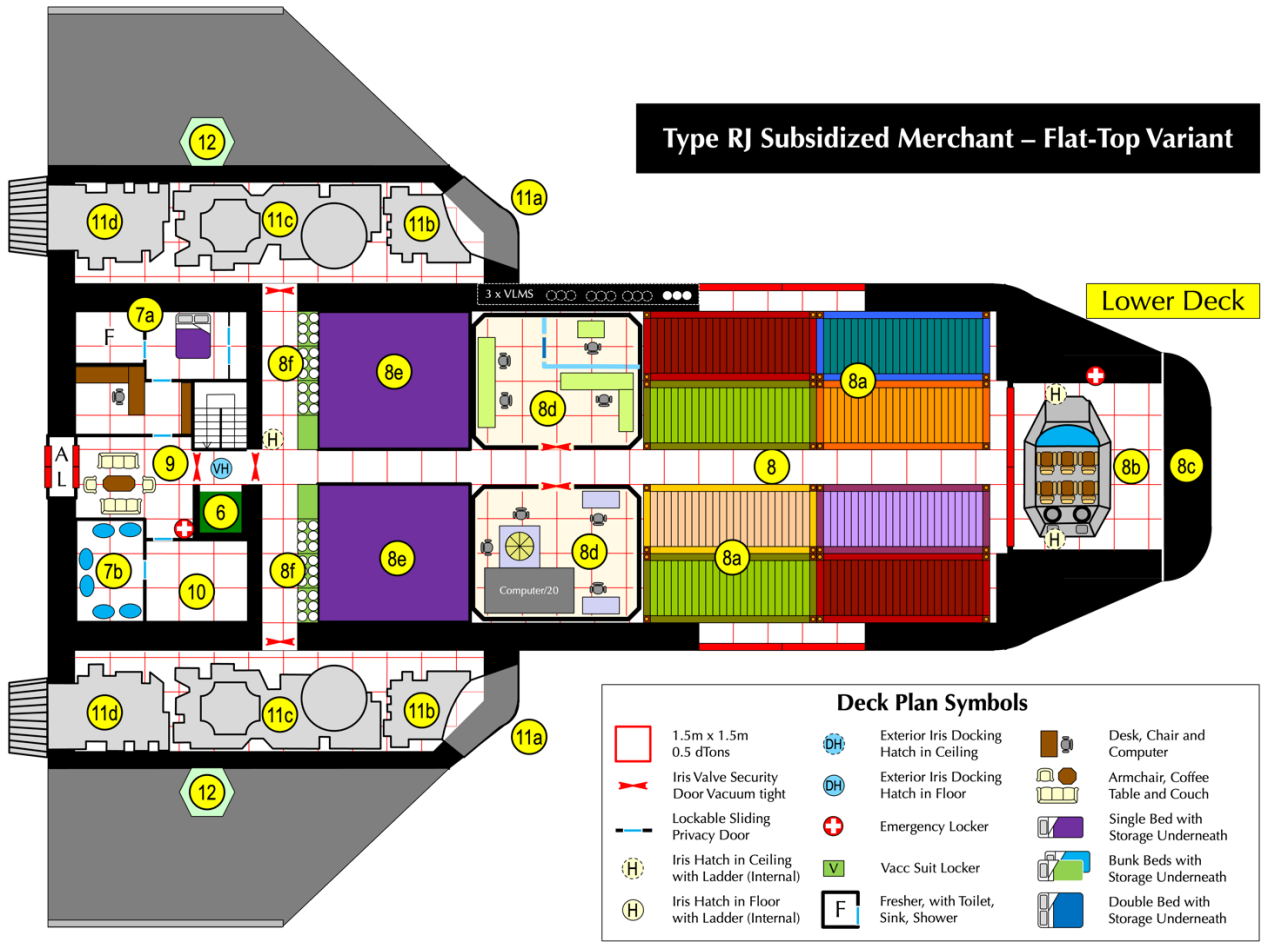 12
Type RJ Subsidized Merchant – Flat-Top Variant
11a
11d
11c
11b
3 x VLMS
Lower Deck
7a
F
8f
8e
8a
8d
H
H
A
L
9
VH
8
8b
8c
6
H
8f
8e
8d
8a
7b
10
Computer/20
11d
11c
11b
11a
12
Deck Plan Symbols
1.5m x 1.5m
0.5 dTons
Iris Valve Security
Door Vacuum tight
Lockable Sliding
Privacy Door
H
Iris Hatch in Ceiling
with Ladder (Internal)
H
Iris Hatch in Floor
with Ladder (Internal)
DH
Exterior Iris Docking
Hatch in Ceiling
DH
Exterior Iris Docking
Hatch in Floor
Emergency Locker
V
Vacc Suit Locker
F
Fresher, with Toilet,
Sink, Shower
Desk, Chair and
Computer
Armchair, Coffee
Table and Couch
Single Bed with
Storage Underneath
Bunk Beds with
Storage Underneath
Double Bed with
Storage Underneath